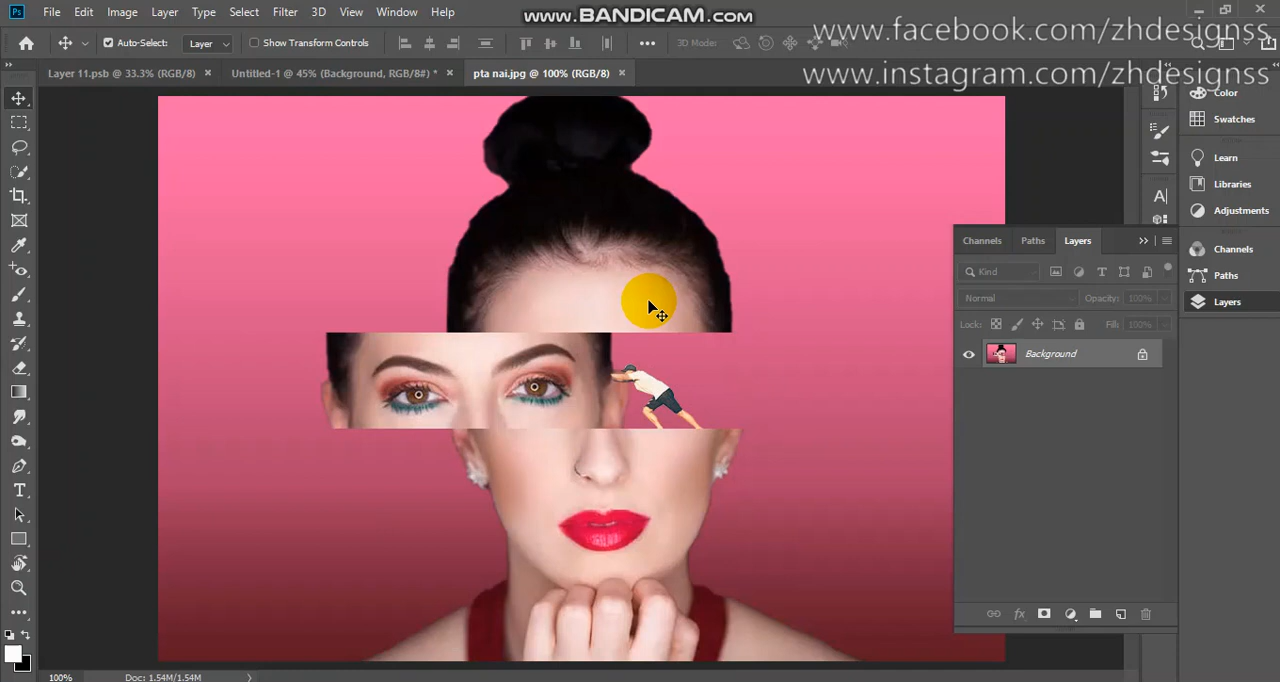 File Edit Image Layer Type Select Filter 3D View Window Help
www.BANDICAM.com
www.facebook.com/zhdesignss
Auto-Select: Layer Show Transform Controls 3D Mode:
Layer 11.psb @ 33.3% (RGB/8) × Untitled-1 @ 45% (Background, RGB/8#) * × pta nai.jpg @ 100% (RGB/8) ×
www.instagram.com/zhdesignss
Color
Swatches
Learn
Libraries
Adjustments
Channels
Paths
Layers
Channels Paths Layers
Kind
Normal Opacity: 100%
Lock: Fill: 100%
Background
100% Doc: 1.54M/1.54M